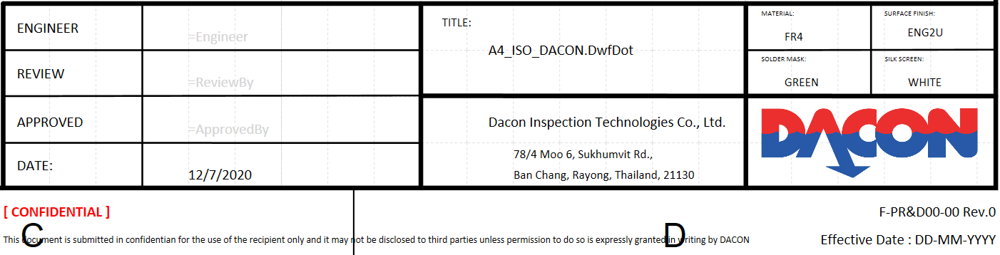 ENGINEER
=Engineer
REVIEW
=ReviewBy
APPROVED
=ApprovedBy
DATE:
12/7/2020
TITLE:
A4_ISO_DACON.DwfDot
MATERIAL:
FR4
SURFACE FINISH:
ENG2U
SOLDER MASK:
GREEN
SILK SCREEN:
WHITE
Dacon Inspection Technologies Co., Ltd.
78/4 Moo 6, Sukhumvit Rd.,
Ban Chang, Rayong, Thailand, 21130
DACON
[ CONFIDENTIAL ]
F-PR&D00-00 Rev.0
C
D
This document is submitted in confidentian for the use of the recipient only and it may not be disclosed to third parties unless permission to do so is expressly granted in writing by DACON
Effective Date : DD-MM-YYYY